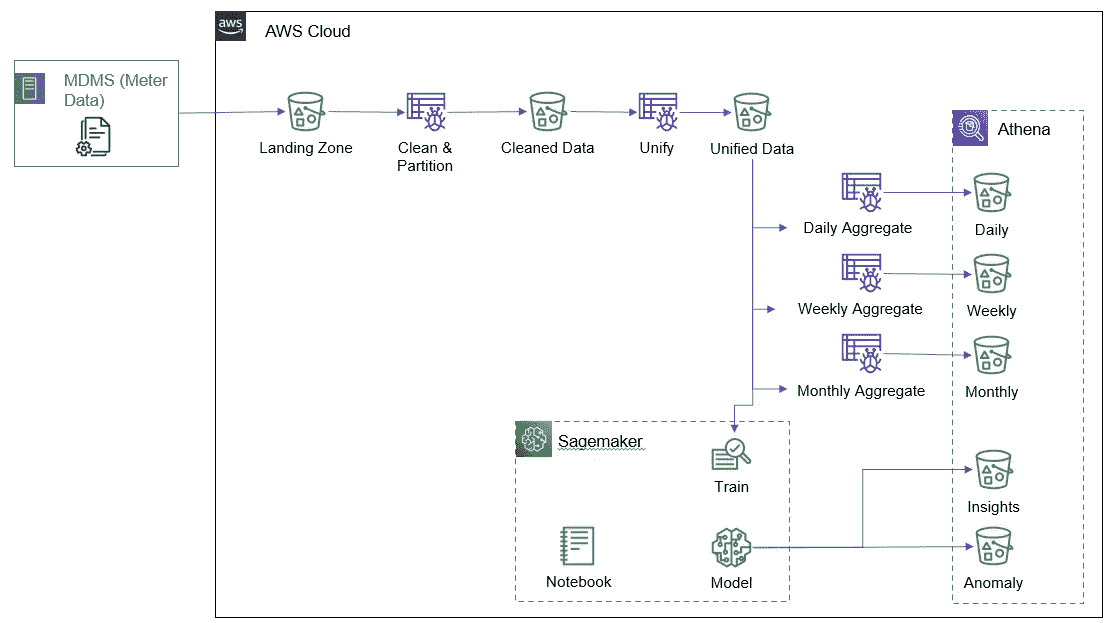 aws
AWS Cloud
MDMS (Meter
Data)
Landing Zone
Clean &
Partition
Cleaned Data
Unify
Unified Data
Athena
Daily Aggregate
Daily
Weekly Aggregate
Weekly
Monthly Aggregate
Monthly
Sagemaker
Train
Insights
Notebook
Model
Anomaly